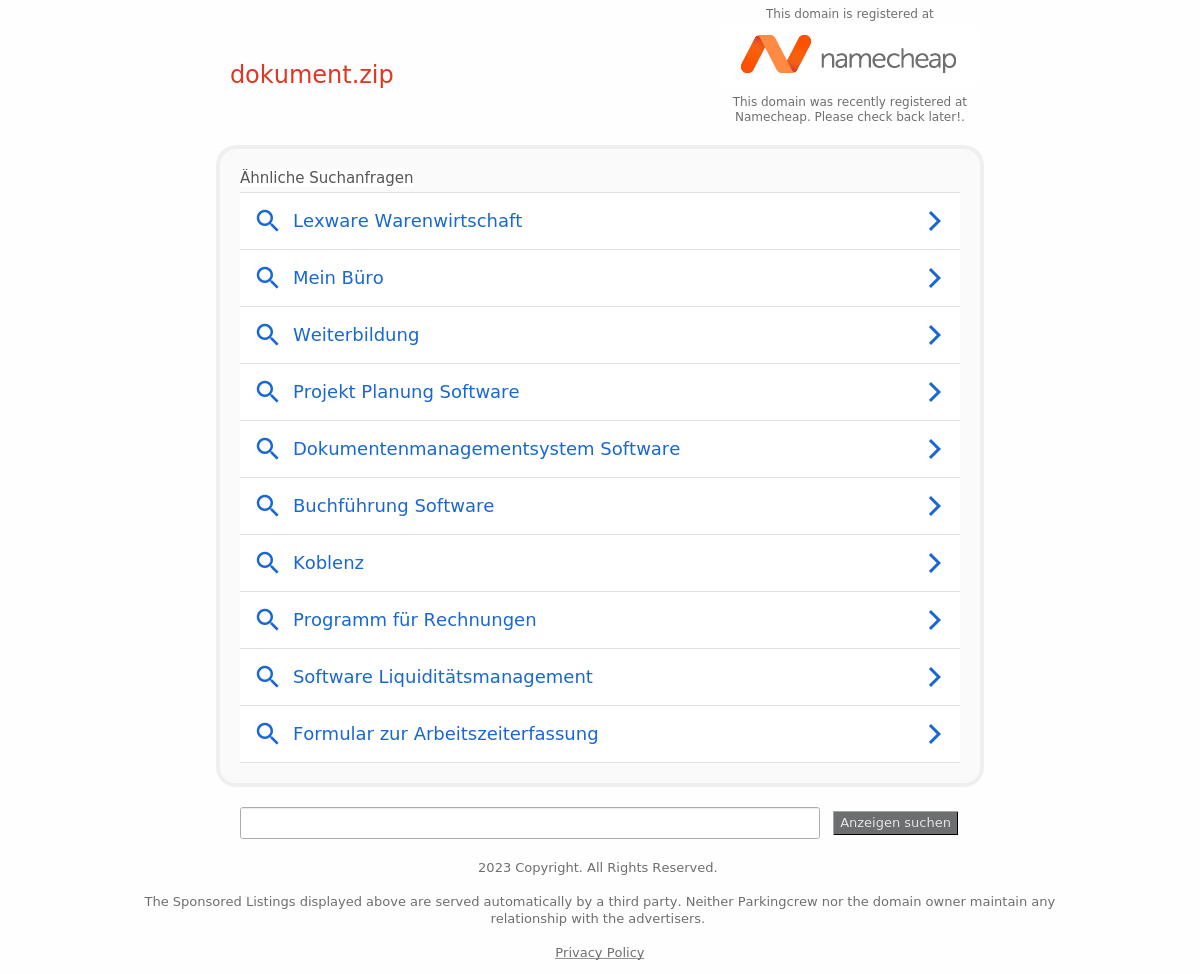 This domain is registered at
namecheap
dokument.zip
This domain was recently registered at
Namecheap. Please check back later!.
Ähnliche Suchanfragen
Lexware Warenwirtschaft
Mein Büro
Weiterbildung
Projekt Planung Software
Dokumentenmanagementsystem Software
Buchführung Software
Koblenz
Programm für Rechnungen
Software Liquiditätsmanagement
Formular zur Arbeitszeiterfassung
Anzeigen suchen
2023 Copyright. All Rights Reserved.
The Sponsored Listings displayed above are served automatically by a third party. Neither Parkingcrew nor the domain owner maintain any
relationship with the advertisers.
Privacy Policy